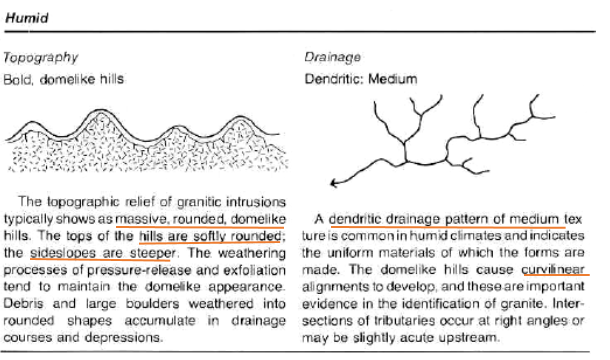 Humid
Topography
Bold, domelike hills
The topographic relief of granitic intrusions
typically shows as massive, rounded, domelike
hills. The tops of the hills are softly rounded;
the sideslopes are steeper. The weathering
processes of pressure-release and exfoliation
tend to maintain the domelike appearance.
Debris and large boulders weathered into
rounded shapes accumulate in drainage
courses and depressions.
Drainage
Dendritic: Medium
A dendritic drainage pattern of medium tex
ture is common in humid climates and indicates
the uniform materials of which the forms are
made. The domelike hills cause curvilinear
alignments to develop, and these are important
evidence in the identification of granite. Inter-
sections of tributaries occur at right angles or
may be slightly acute upstream.